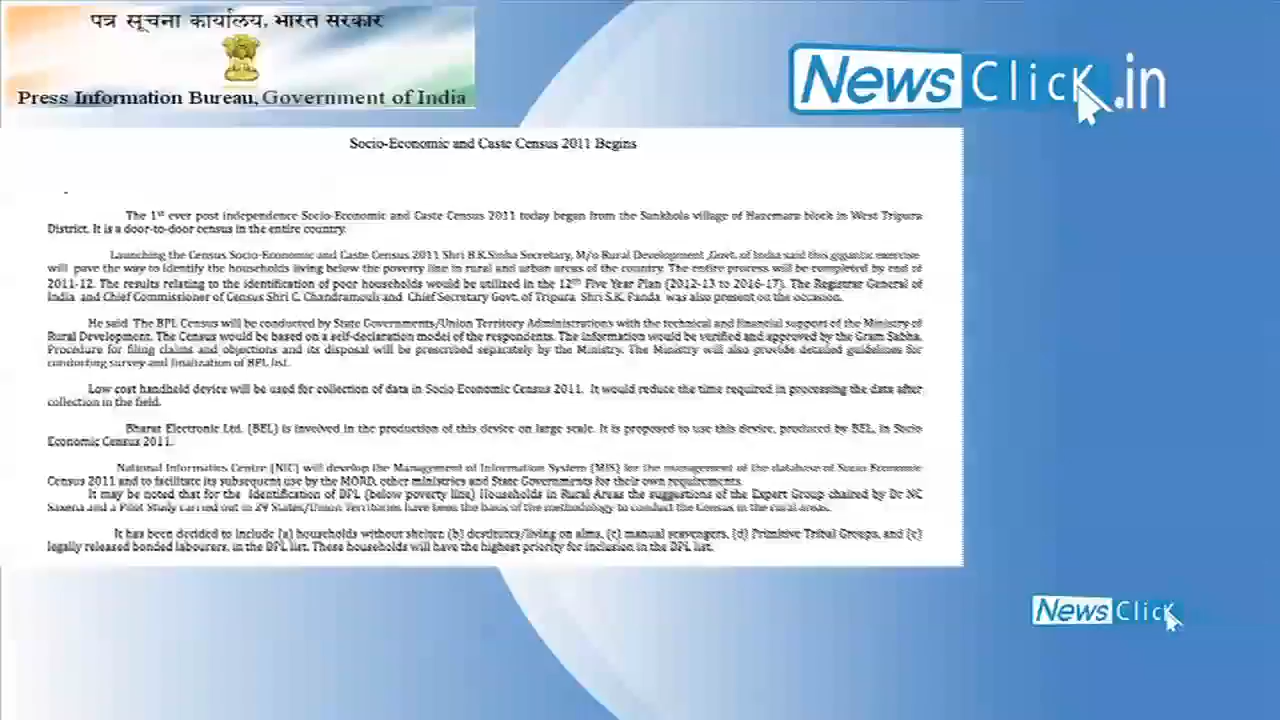 पत्र सूचना कार्यालय, भारत सरकार
Press Information Bureau, Government of India
NewsClick.in
Socio-Economic and Caste Census 2011 Begins
The 1st ever post independence Socio-Economic and Caste Census 2011 today began from the Sankhola village of Hazemara block in West Tripura
District. It is a door-to-door census in the entire country.
Launching the Census Socio-Economic and Caste Census 2011 Shri B.K.Sinha Secretary, M/o Rural Development ,Govt. of India said this gigantic exercise
will pave the way to identify the households living below the poverty line in rural and urban areas of the country. The entire process will be completed by end of
2011-12. The results relating to the identification of poor households would be utilized in the 12th Five Year Plan (2012-13 to 2016-17). The Registrar General of
India and Chief Commissioner of Census Shri C. Chandramouli and Chief Secretary Govt. of Tripura Shri S.K. Panda was also present on the occasion.
He said The BPL Census will be conducted by State Governments/Union Territory Administrations with the technical and financial support of the Ministry of
Rural Development. The Census would be based on a self-declaration model of the respondents. The information would be verified and approved by the Gram Sabha.
Procedure for filing claims and objections and its disposal will be prescribed separately by the Ministry. The Ministry will also provide detailed guidelines for
conducting survey and finalization of BPL list.
Low cost handheld device will be used for collection of data in Socio Economic Census 2011. It would reduce the time required in processing the data after
collection in the field.
Bharat Electronic Ltd. (BEL) is involved in the production of this device on large scale. It is proposed to use this device, produced by BEL, in Socio
Economic Census 2011.
National Informatics Centre (NIC) will develop the Management of Information System (MIS) for the management of the database of Socio Economic
Census 2011 and to facilitate its subsequent use by the MORD, other ministries and State Governments for their own requirements.
It may be noted that for the Identification of BPL (below poverty line) Households in Rural Areas the suggestions of the Expert Group chaired by Dr NC
Saxena and a Pilot Study carried out in 29 States/Union Territories have been the basis of the methodology to conduct the Census in the rural areas.
It has been decided to include (a) households without shelter, (b) destitutes/living on alms, (c) manual scavengers, (d) Primitive Tribal Groups, and (e)
legally released bonded labourers, in the BPL list. These households will have the highest priority for inclusion in the BPL list.
NewsClick